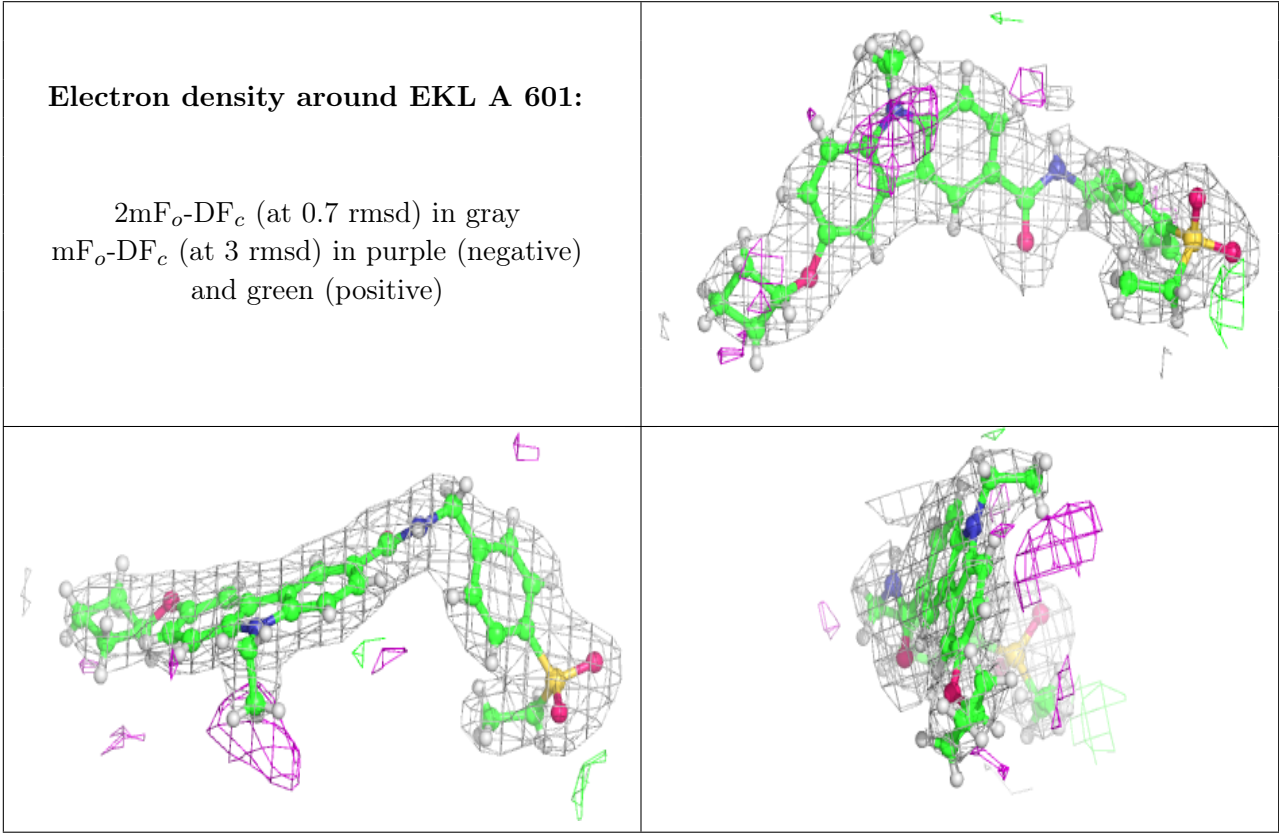 Electron density around EKL A 601:
2mFo-DFc (at 0.7 rmsd) in gray
mFo-DFc (at 3 rmsd) in purple (negative)
and green (positive)